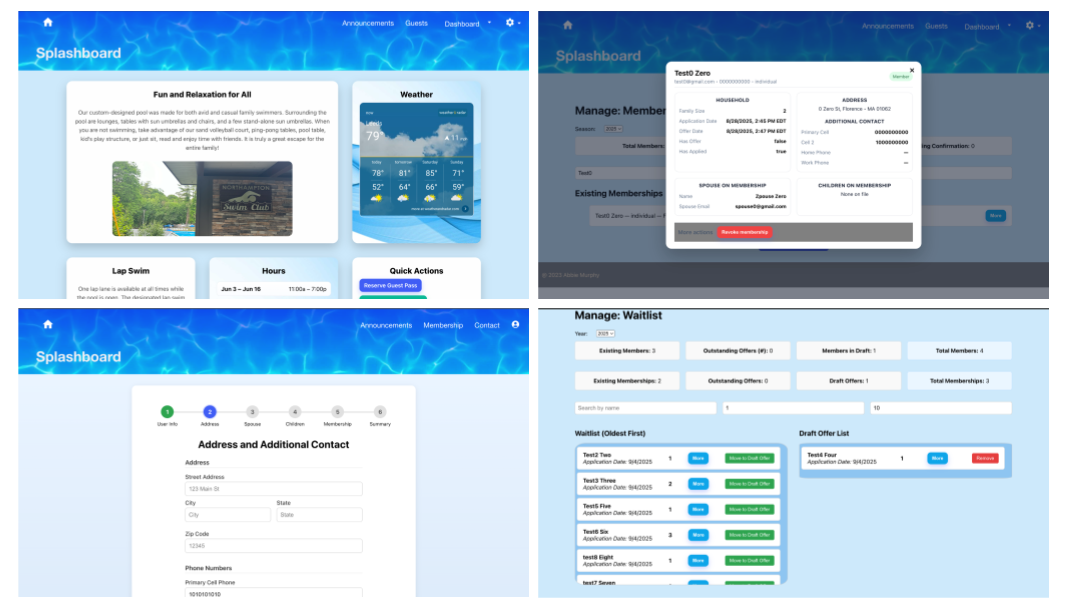 Announcements Guests Dashboard
Splashboard
Fun and Relaxation for All
Our custom-designed pool was made for both avid and casual family swimmers. Surrounding the
pool are lounges, tables with sun umbrellas and chairs, and a few stand-alone sun umbrellas. When
you are not swimming, take advantage of our sand volleyball court, ping-pong tables, pool table,
kid's play structure, or just sit, read and enjoy time with friends. It is truly a great escape for the
entire family!
NORTHAMPTON
Swim Club
Weather
79°
11
today tomorrow Saturday Sunday
78° 81° 85° 71°
52° 64° 66° 59°
Lap Swim
One lap lane is available at all times while
the pool is open. The designated lap swim
Hours
Jun 3 – Jun 16 11:00a – 7:00p
Quick Actions
Reserve Guest Pass
Announcements Guests Dashboard
Splashboard
Manage: Member
Season: 2025
Total Members:
ng Confirmation: 0
Test0
Existing Memberships
Test0 Zero — individual —
More
© 2025 Abbie Murphy
Test0 Zero
test0@gmail.com – 0000000000 – individual
Member
HOUSEHOLD
Family Size 2
Application Date 8/28/2025, 2:45 PM EDT
Offer Date 8/28/2025, 2:47 PM EDT
Has Offer false
Has Applied true
ADDRESS
0 Zero St, Florence – MA 01062
ADDITIONAL CONTACT
Primary Cell 0000000000
Cell 2 1000000000
Home Phone —
Work Phone —
SPOUSE ON MEMBERSHIP
Name Zpouse Zero
Spouse Email spouse0@gmail.com
CHILDREN ON MEMBERSHIP
None on file
More actions Revoke membership
Announcements Membership Contact
Splashboard
1 2 3 4 5 6
User Info Address Spouse Children Membership Summary
Address and Additional Contact
Address
Street Address
123 Main St
City State
City State
Zip Code
12345
Phone Numbers
Primary Cell Phone
1010101010
Manage: Waitlist
Year: 2025
Existing Members: 3 Outstanding Offers (#): 0 Members in Draft: 1 Total Members: 4
Existing Memberships: 2 Outstanding Offers: 0 Draft Offers: 1 Total Memberships: 3
Search by name 1 10
Waitlist (Oldest First)
Test2 Two
Application Date: 9/4/2025 1 More Move to Draft Offer
Test3 Three
Application Date: 9/4/2025 2 More Move to Draft Offer
Test5 Five
Application Date: 9/4/2025 1 More Move to Draft Offer
Test6 Six
Application Date: 9/4/2025 3 More Move to Draft Offer
test8 Eight
Application Date: 9/4/2025 1 More Move to Draft Offer
test7 Seven
Draft Offer List
Test4 Four
Application Date: 9/4/2025 1 More Remove